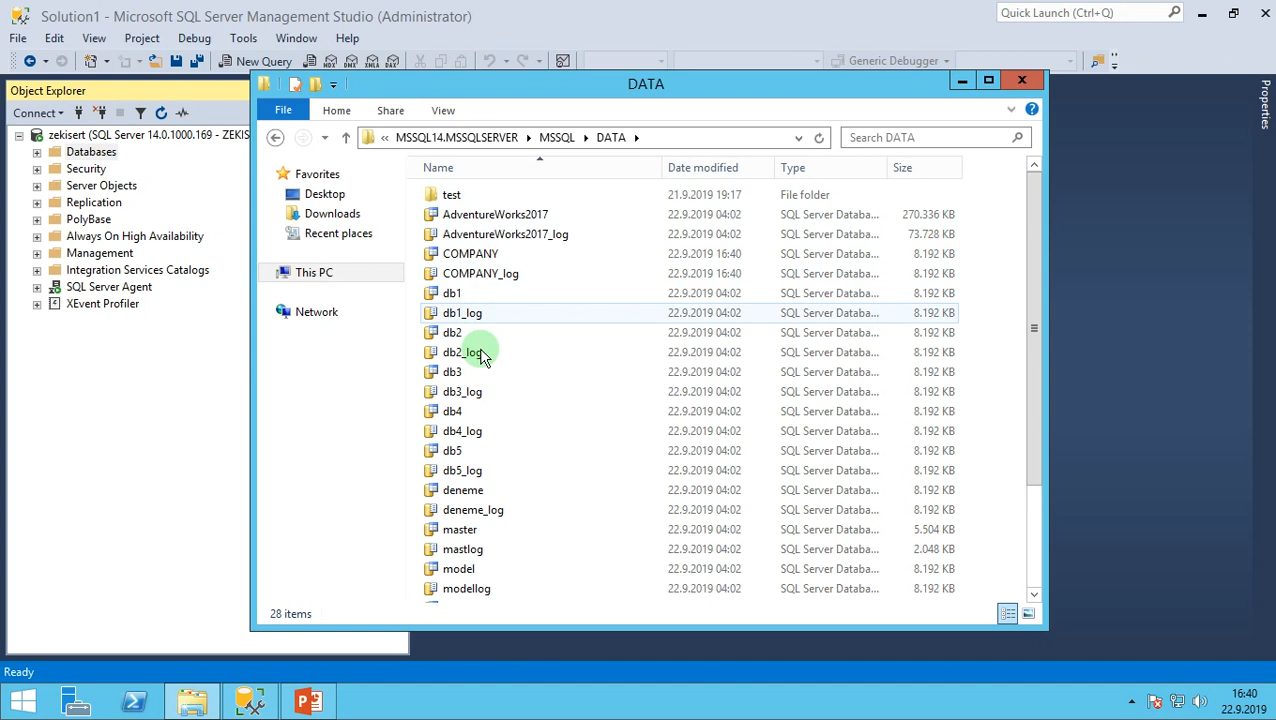 Solution1 - Microsoft SQL Server Management Studio (Administrator)
Quick Launch (Ctrl+Q)
File Edit View Project Debug Tools Window Help
New Query MDX DMX XMLA DAX Generic Debugger
Object Explorer
Connect
zekisert (SQL Server 14.0.1000.169 - ZEKIS
Databases
Security
Server Objects
Replication
PolyBase
Always On High Availability
Management
Integration Services Catalogs
SQL Server Agent
XEvent Profiler
Properties
DATA
File Home Share View
« MSSQL14.MSSQLSERVER MSSQL DATA
Search DATA
Favorites
Desktop
Downloads
Recent places
This PC
Network
Name Date modified Type Size
test 21.9.2019 19:17 File folder
AdventureWorks2017 22.9.2019 04:02 SQL Server Databa... 270.336 KB
AdventureWorks2017_log 22.9.2019 04:02 SQL Server Databa... 73.728 KB
COMPANY 22.9.2019 16:40 SQL Server Databa... 8.192 KB
COMPANY_log 22.9.2019 16:40 SQL Server Databa... 8.192 KB
db1 22.9.2019 04:02 SQL Server Databa... 8.192 KB
db1_log 22.9.2019 04:02 SQL Server Databa... 8.192 KB
db2 22.9.2019 04:02 SQL Server Databa... 8.192 KB
db2_log 22.9.2019 04:02 SQL Server Databa... 8.192 KB
db3 22.9.2019 04:02 SQL Server Databa... 8.192 KB
db3_log 22.9.2019 04:02 SQL Server Databa... 8.192 KB
db4 22.9.2019 04:02 SQL Server Databa... 8.192 KB
db4_log 22.9.2019 04:02 SQL Server Databa... 8.192 KB
db5 22.9.2019 04:02 SQL Server Databa... 8.192 KB
db5_log 22.9.2019 04:02 SQL Server Databa... 8.192 KB
deneme 22.9.2019 04:02 SQL Server Databa... 8.192 KB
deneme_log 22.9.2019 04:02 SQL Server Databa... 8.192 KB
master 22.9.2019 04:02 SQL Server Databa... 5.504 KB
mastlog 22.9.2019 04:02 SQL Server Databa... 2.048 KB
model 22.9.2019 04:02 SQL Server Databa... 8.192 KB
modellog 22.9.2019 04:02 SQL Server Databa... 8.192 KB
28 items
Ready
16:40
22.9.2019